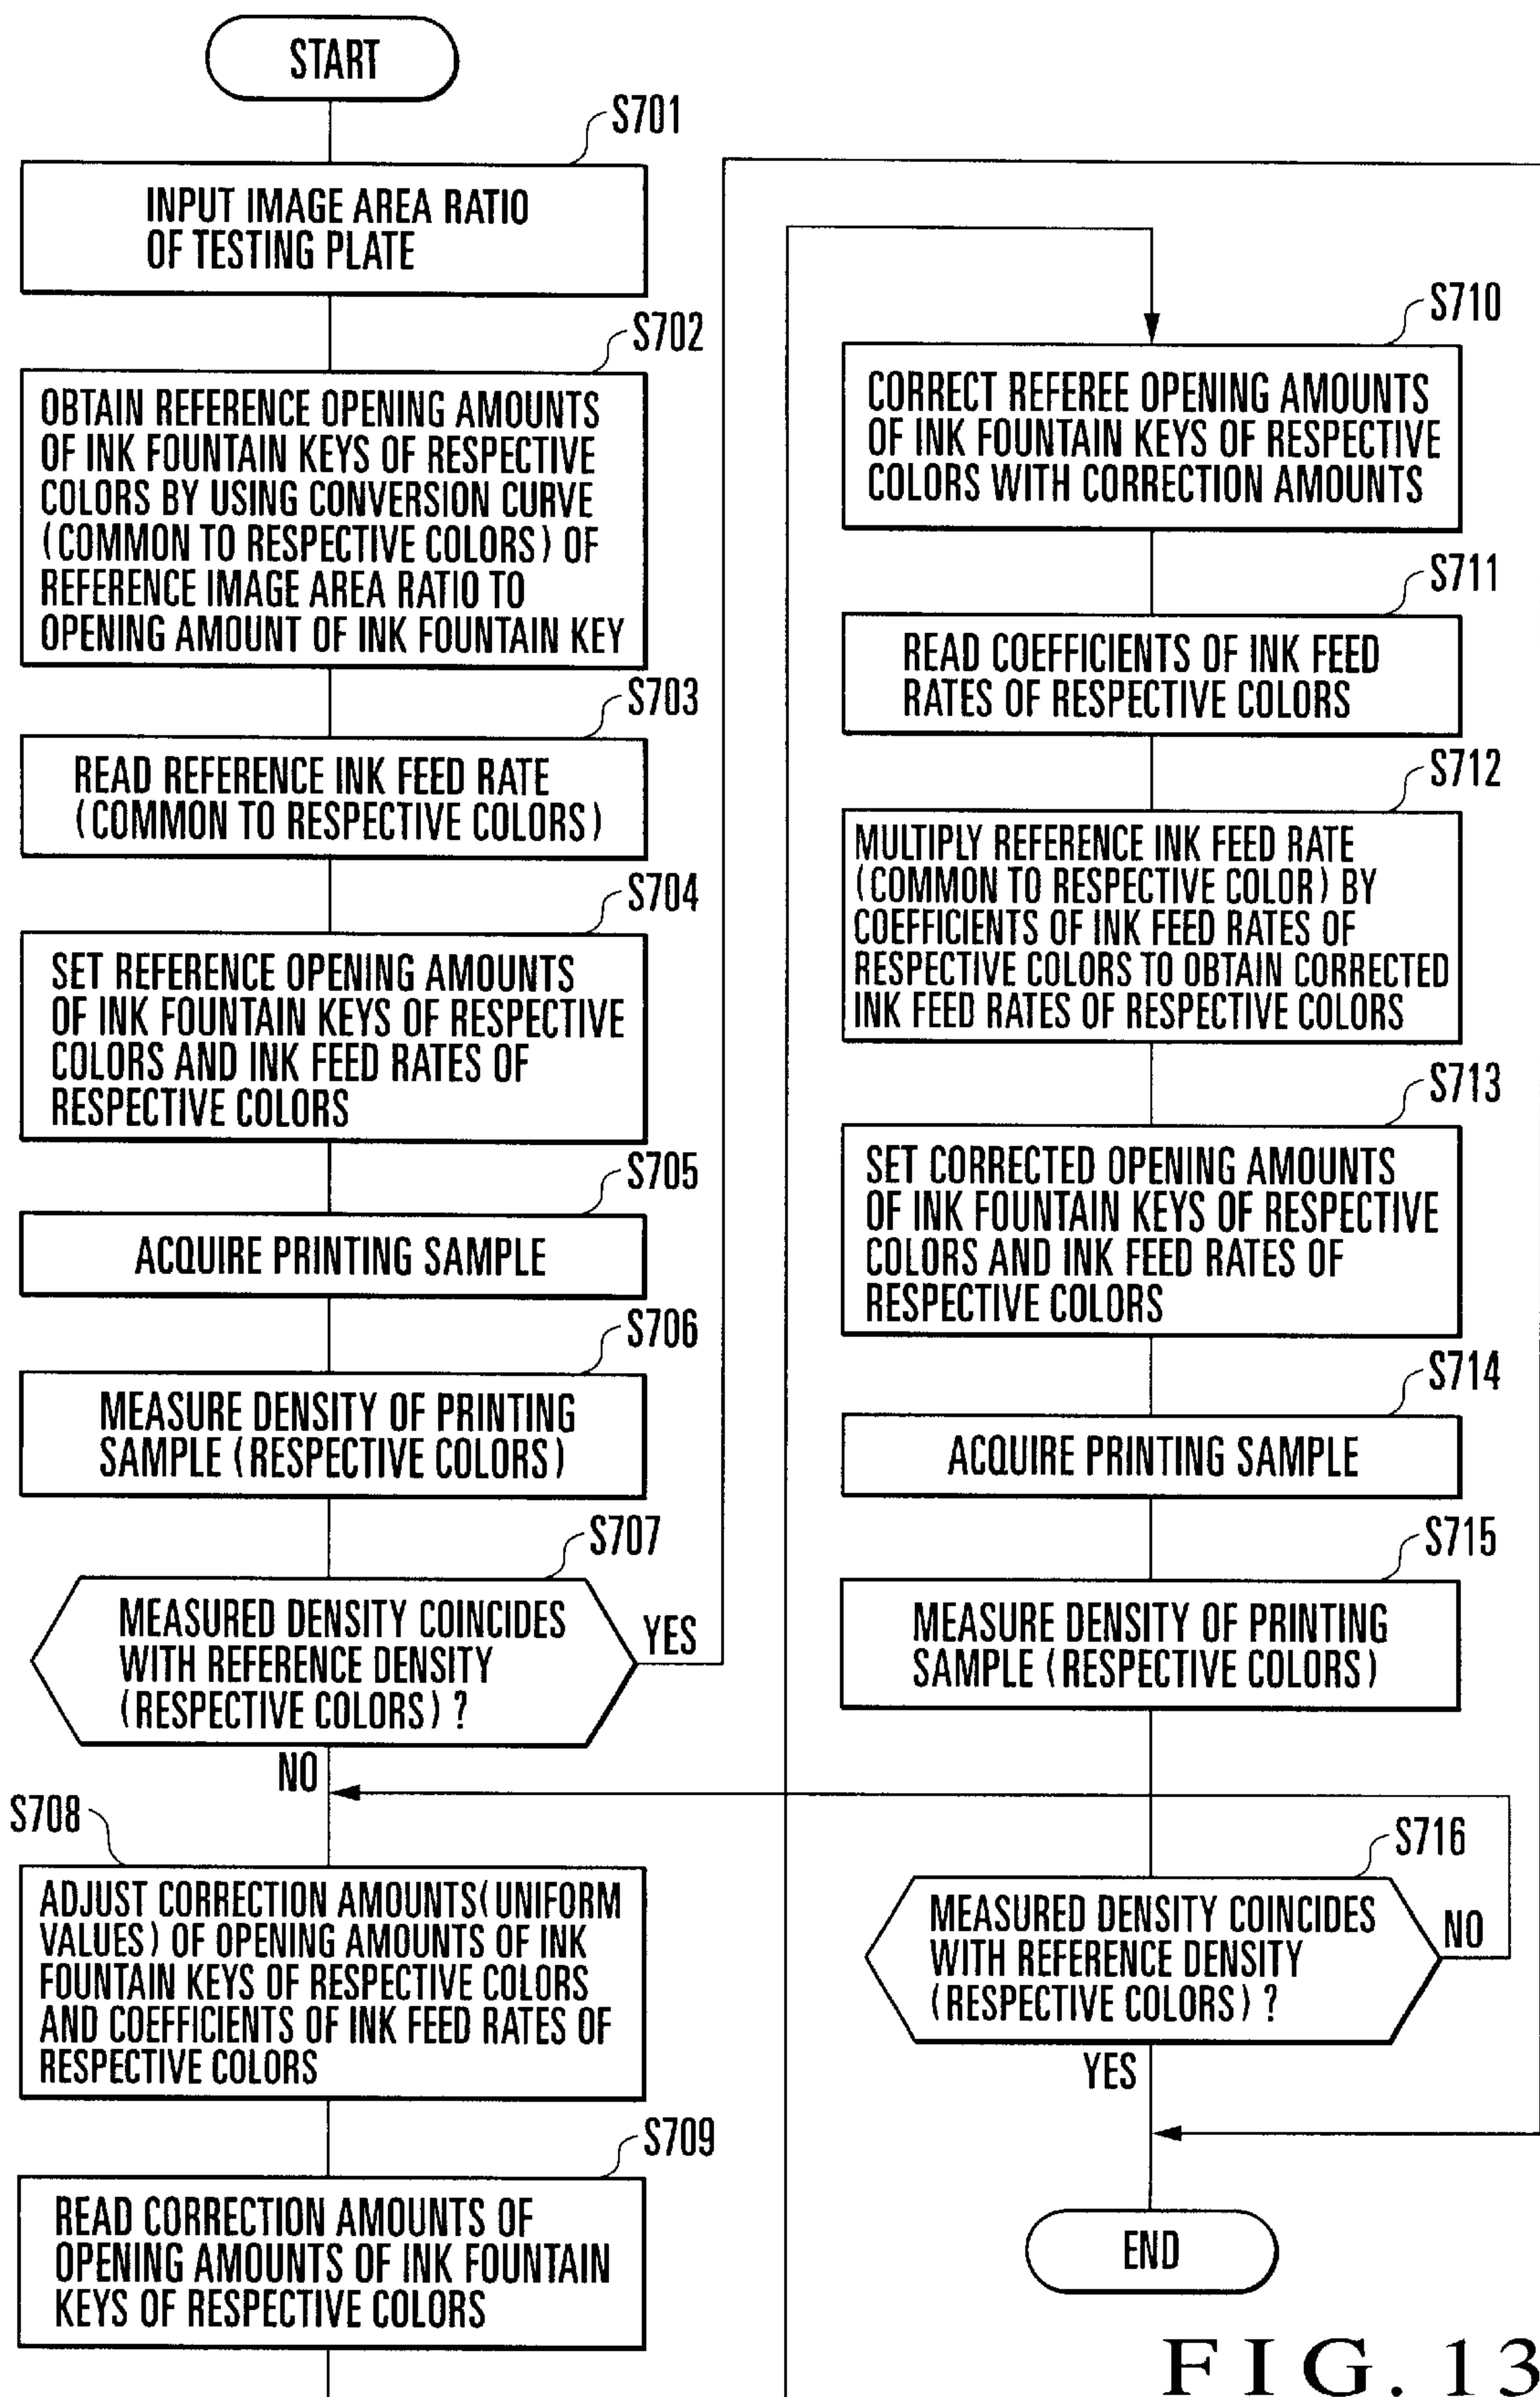 START
S701
INPUT IMAGE AREA RATIO
OF TESTING PLATE
S702
OBTAIN REFERENCE OPENING AMOUNTS
OF INK FOUNTAIN KEYS OF RESPECTIVE
COLORS BY USING CONVERSION CURVE
(COMMON TO RESPECTIVE COLORS) OF
REFERENCE IMAGE AREA RATIO TO
OPENING AMOUNT OF INK FOUNTAIN KEY
S703
READ REFERENCE INK FEED RATE
(COMMON TO RESPECTIVE COLORS)
S704
SET REFERENCE OPENING AMOUNTS
OF INK FOUNTAIN KEYS OF RESPECTIVE
COLORS AND INK FEED RATES OF
RESPECTIVE COLORS
S705
ACQUIRE PRINTING SAMPLE
S706
MEASURE DENSITY OF PRINTING
SAMPLE (RESPECTIVE COLORS)
S707
MEASURED DENSITY COINCIDES
WITH REFERENCE DENSITY
(RESPECTIVE COLORS) ?
YES
NO
S708
ADJUST CORRECTION AMOUNTS(UNIFORM
VALUES) OF OPENING AMOUNTS OF INK
FOUNTAIN KEYS OF RESPECTIVE COLORS
AND COEFFICIENTS OF INK FEED RATES OF
RESPECTIVE COLORS
S709
READ CORRECTION AMOUNTS OF
OPENING AMOUNTS OF INK FOUNTAIN
KEYS OF RESPECTIVE COLORS
S710
CORRECT REFEREE OPENING AMOUNTS
OF INK FOUNTAIN KEYS OF RESPECTIVE
COLORS WITH CORRECTION AMOUNTS
S711
READ COEFFICIENTS OF INK FEED
RATES OF RESPECTIVE COLORS
S712
MULTIPLY REFERENCE INK FEED RATE
(COMMON TO RESPECTIVE COLOR) BY
COEFFICIENTS OF INK FEED RATES OF
RESPECTIVE COLORS TO OBTAIN CORRECTED
INK FEED RATES OF RESPECTIVE COLORS
S713
SET CORRECTED OPENING AMOUNTS
OF INK FOUNTAIN KEYS OF RESPECTIVE
COLORS AND INK FEED RATES OF
RESPECTIVE COLORS
S714
ACQUIRE PRINTING SAMPLE
S715
MEASURE DENSITY OF PRINTING
SAMPLE (RESPECTIVE COLORS)
S716
MEASURED DENSITY COINCIDES
WITH REFERENCE DENSITY
(RESPECTIVE COLORS) ?
NO
YES
END
FIG. 13